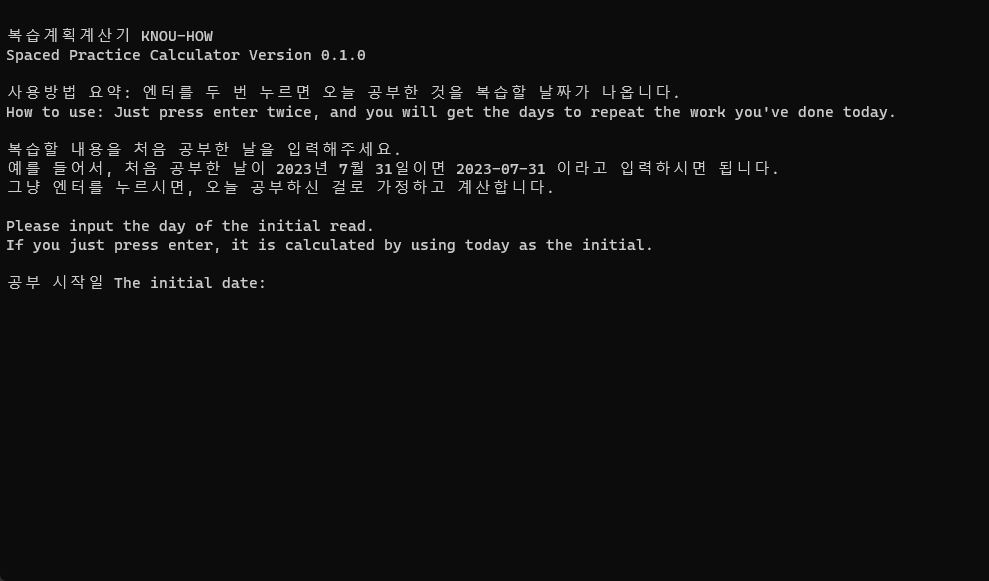 복습계획계산기 KNOU-HOW
Spaced Practice Calculator Version 0.1.0
사용방법 요약: 엔터를 두 번 누르면 오늘 공부한 것을 복습할 날짜가 나옵니다.
How to use: Just press enter twice, and you will get the days to repeat the work you've done today.
복습할 내용을 처음 공부한 날을 입력해주세요.
예를 들어서, 처음 공부한 날이 2023년 7월 31일이면 2023-07-31 이라고 입력하시면 됩니다.
그냥 엔터를 누르시면, 오늘 공부하신 걸로 가정하고 계산합니다.
Please input the day of the initial read.
If you just press enter, it is calculated by using today as the initial.
공부 시작일 The initial date: